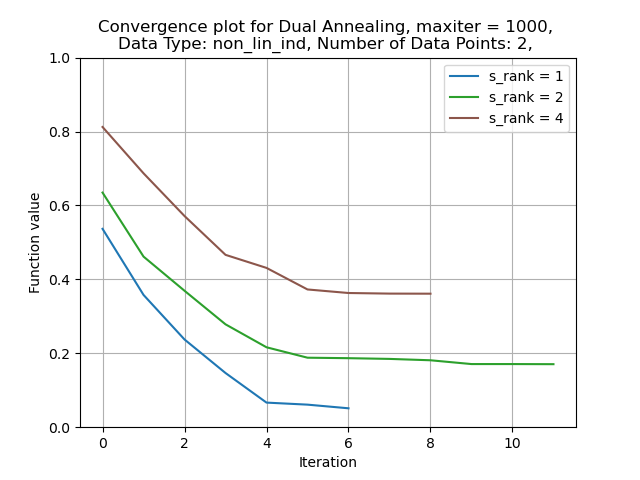 Convergence plot for Dual Annealing, maxiter = 1000,
Data Type: non_lin_ind, Number of Data Points: 2,
1.0
s_rank = 1
s_rank = 2
s_rank = 4
0.8
0.6
0.4
0.2
0.0
Function value
0 2 4 6 8 10
Iteration